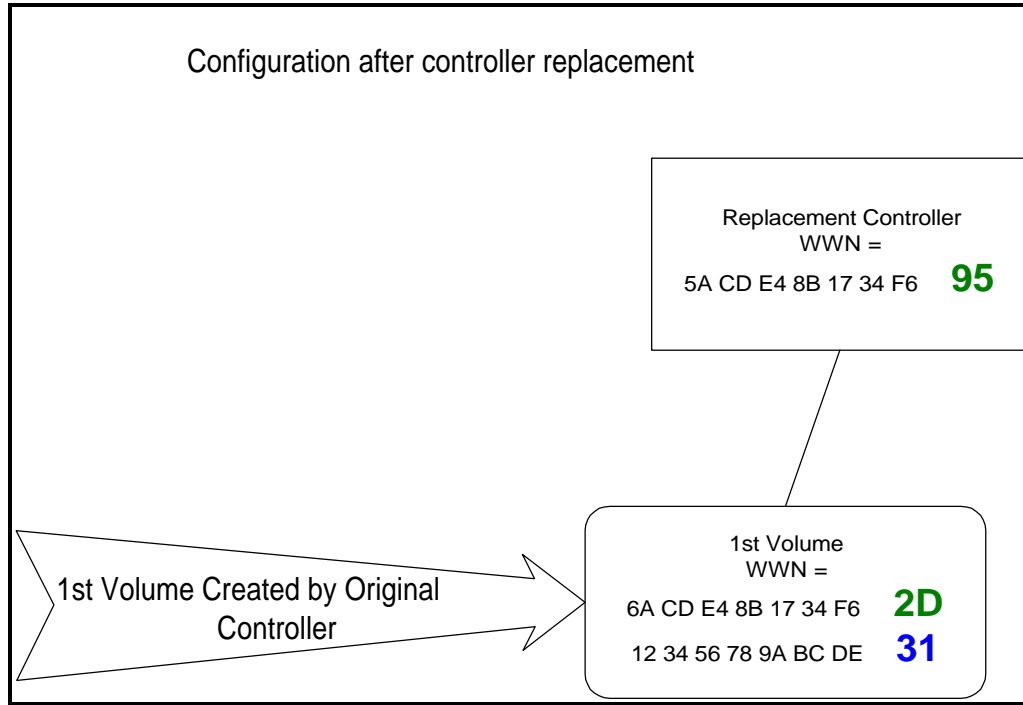 Configuration after controller replacement
Replacement Controller
WWN =
5A CD E4 8B 17 34 F6 95
1st Volume Created by Original
Controller
1st Volume
WWN =
6A CD E4 8B 17 34 F6 2D
12 34 56 78 9A BC DE 31